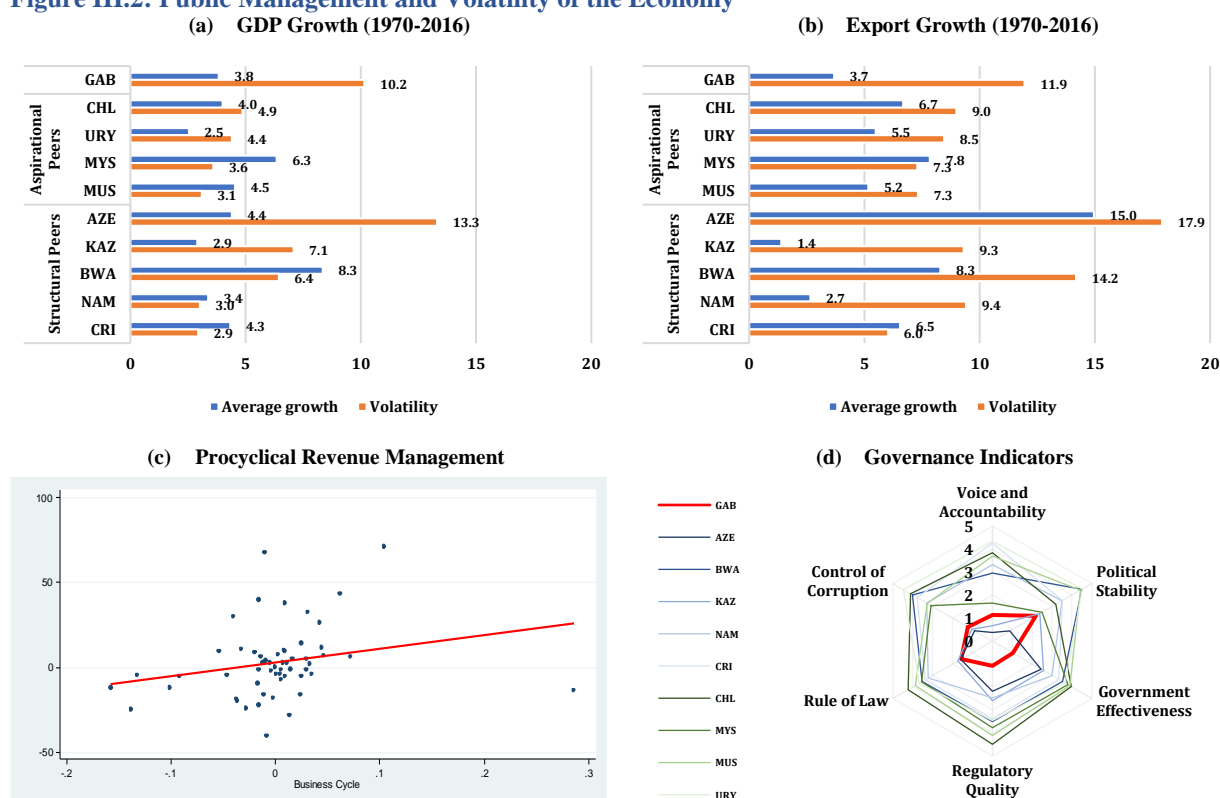 Figure III.2: Public Management and Volatility of the Economy
(a) GDP Growth (1970-2016)
Aspirational Peers
Structural Peers
GAB 3.8 10.2
CHL 4.0 4.9
URY 2.5 4.4
MYS 6.3 3.6
MUS 4.5 3.1
AZE 4.4 13.3
KAZ 2.9 7.1
BWA 8.3 6.4
NAM 3.4 3.0
CRI 4.3 2.9
0 5 10 15 20
Average growth Volatility
(b) Export Growth (1970-2016)
Aspirational Peers
Structural Peers
GAB 3.7 11.9
CHL 6.7 9.0
URY 5.5 8.5
MYS 7.8 7.3
MUS 5.2 7.3
AZE 15.0 17.9
KAZ 1.4 9.3
BWA 8.3 14.2
NAM 2.7 9.4
CRI 6.5 6.0
0 5 10 15 20
Average growth Volatility
(c) Procyclical Revenue Management
100
50
0
-50
-.2 -.1 0 .1 .2 .3
Business Cycle
(d) Governance Indicators
GAB
AZE
BWA
KAZ
NAM
CRI
CHL
MYS
MUS
URY
Voice and
Accountability
Political
Stability
Government
Effectiveness
Regulatory
Quality
Rule of Law
Control of
Corruption
5
4
3
2
1
0